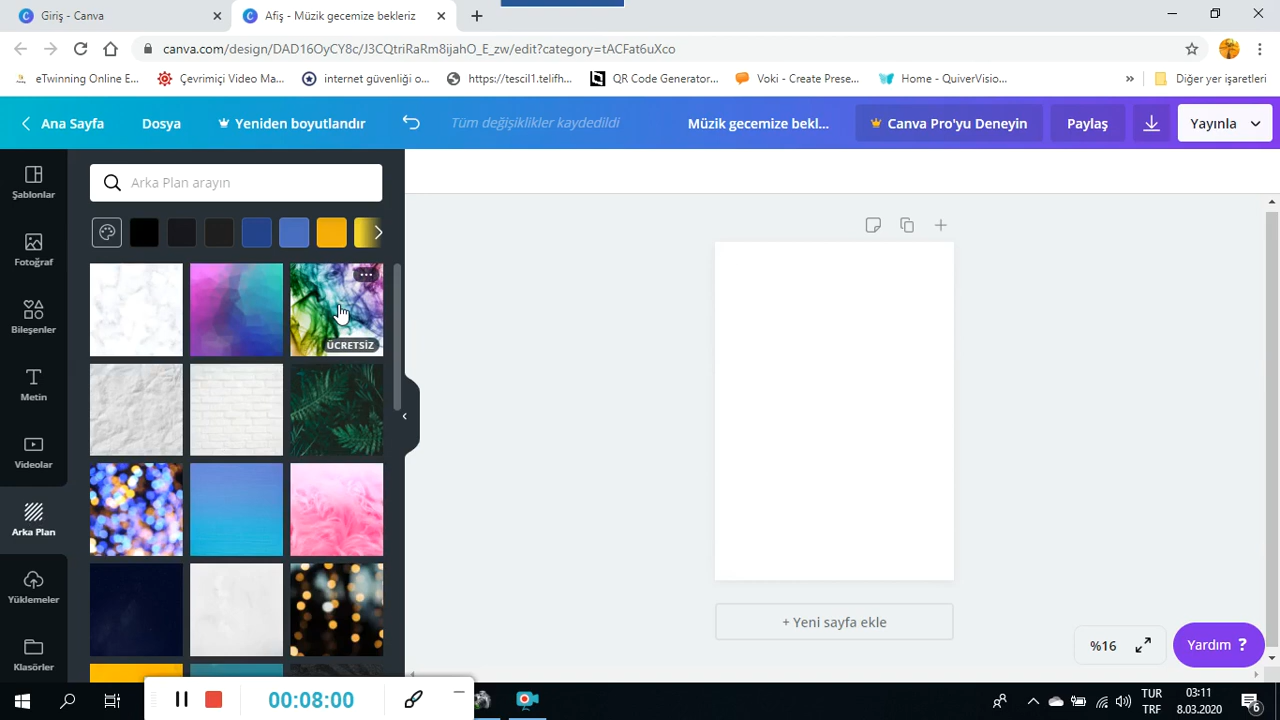 Giriş - Canva
Afiş - Müzik gecemize bekleriz
canva.com/design/DAD16OyCY8c/J3CQtriRaRm8ijahO_E_zw/edit?category=tACFat6uXco
eTwinning Online E...
Çevrimiçi Video Ma...
internet güvenliği o...
https://tescil1.telifh...
QR Code Generator...
Voki - Create Prese...
Home - QuiverVisio...
Diğer yer işaretleri
Ana Sayfa
Dosya
Yeniden boyutlandır
Tüm değişiklikler kaydedildi
Müzik gecemize bekl...
Canva Pro'yu Deneyin
Paylaş
Yayınla
Şablonlar
Fotoğraf
Bileşenler
Metin
Videolar
Arka Plan
Yüklemeler
Klasörler
Arka Plan arayın
ÜCRETSİZ
+ Yeni sayfa ekle
%16
Yardım ?
00:08:00
TUR
TRF
03:11
8.03.2020
6